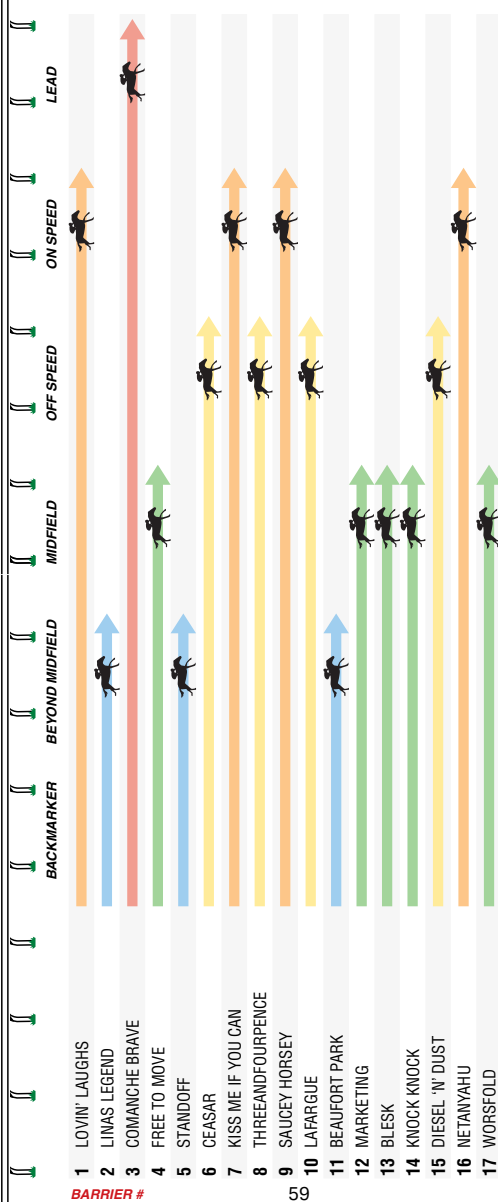 LEAD
ON SPEED
OFF SPEED
MIDFIELD
BEYOND MIDFIELD
BACKMARKER
1 LOVIN' LAUGHS
2 LINAS LEGEND
3 COMANCHE BRAVE
4 FREE TO MOVE
5 STANDOFF
6 CEASAR
7 KISS ME IF YOU CAN
8 THREEANDFOURPENCE
9 SAUCEY HORSEY
10 LAFARGUE
11 BEAUFORT PARK
12 MARKETING
13 BLESK
14 KNOCK KNOCK
15 DIESEL 'N' DUST
16 NETANYAHU
17 WORSFOLD
BARRIER #
59